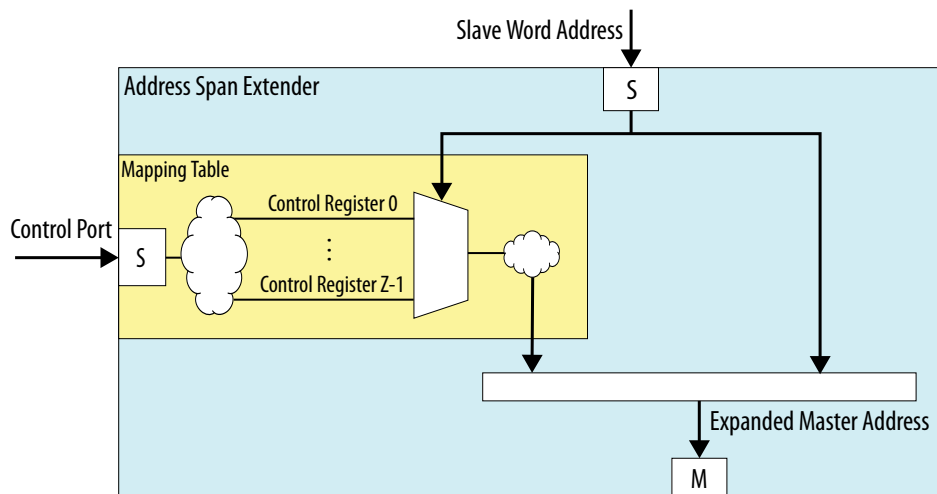 Slave Word Address
S
Address Span Extender
Mapping Table
Control Register 0
Control Port
S
⋮
Control Register Z-1
Expanded Master Address
M